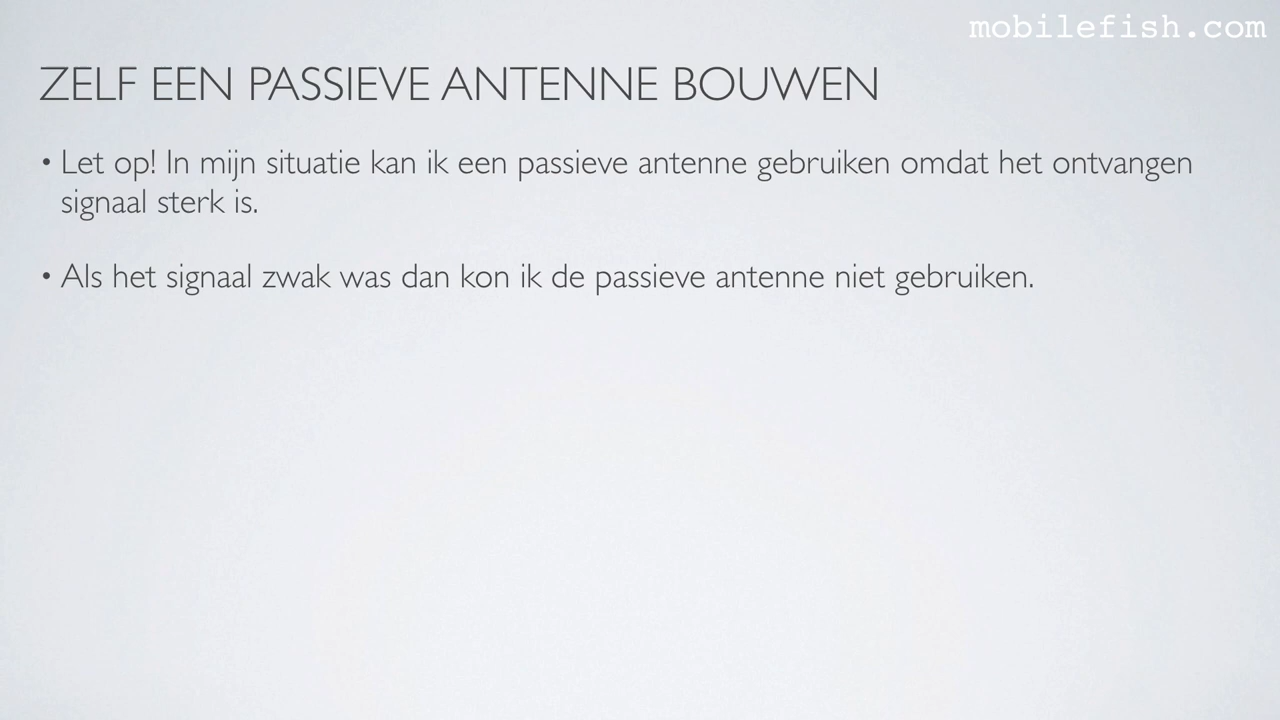 mobilefish.com
ZELF EEN PASSIEVE ANTENNE BOUWEN
• Let op! In mijn situatie kan ik een passieve antenne gebruiken omdat het ontvangen
signaal sterk is.
• Als het signaal zwak was dan kon ik de passieve antenne niet gebruiken.